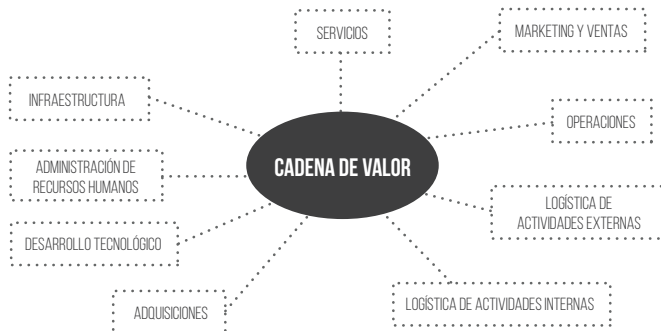 SERVICIOS
MARKETING Y VENTAS
INFRAESTRUCTURA
OPERACIONES
CADENA DE VALOR
ADMINISTRACIÓN DE
RECURSOS HUMANOS
LOGÍSTICA DE
ACTIVIDADES EXTERNAS
DESARROLLO TECNOLÓGICO
ADQUISICIONES
LOGÍSTICA DE ACTIVIDADES INTERNAS